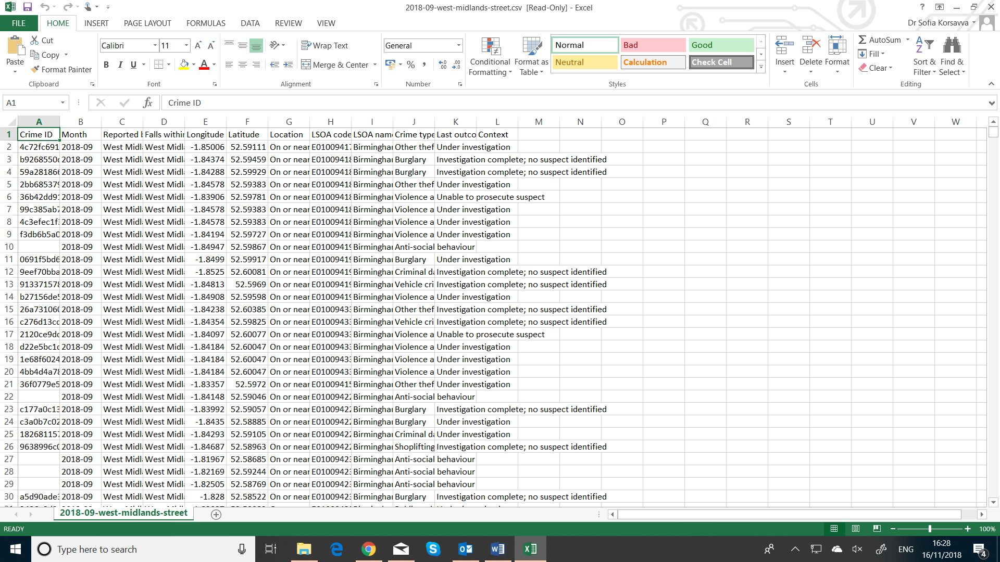 2018-09-west-midlands-street.csv [Read-Only] - Excel
FILE HOME INSERT PAGE LAYOUT FORMULAS DATA REVIEW VIEW Dr Sofia Korsavva
Paste Cut Copy Format Painter Clipboard
Calibri 11 B I U A Font
Wrap Text Merge & Center Alignment
General % , Number
Conditional Formatting Format as Table
Normal Bad Good
Neutral Calculation Check Cell
Styles
Insert Delete Format Cells
AutoSum Fill Clear Sort & Filter Find & Select Editing
A1 fx Crime ID
A B C D E F G H I J K L M N O P Q R S T U V W
1 Crime ID Month Reported b Falls within Longitude Latitude Location LSOA code LSOA nam Crime type Last outco Context
2 4c72fc691 2018-09 West Midl West Midl -1.85006 52.59111 On or near E01009417 Birmingha Other thef Under investigation
3 b9268550 2018-09 West Midl West Midl -1.84374 52.59459 On or near E01009418 Birmingha Burglary Investigation complete; no suspect identified
4 59a281866 2018-09 West Midl West Midl -1.84288 52.59929 On or near E01009418 Birmingha Burglary Investigation complete; no suspect identified
5 2bb685379 2018-09 West Midl West Midl -1.84578 52.59383 On or near E01009418 Birmingha Other thef Under investigation
6 36b42dd91 2018-09 West Midl West Midl -1.83906 52.59781 On or near E01009418 Birmingha Violence a Unable to prosecute suspect
7 99c385ab7 2018-09 West Midl West Midl -1.84578 52.59383 On or near E01009418 Birmingha Violence a Under investigation
8 4c3efec1f 2018-09 West Midl West Midl -1.84578 52.59383 On or near E01009418 Birmingha Violence a Under investigation
9 f3db6b5a0 2018-09 West Midl West Midl -1.84194 52.59727 On or near E01009418 Birmingha Violence a Under investigation
10 2018-09 West Midl West Midl -1.84947 52.59867 On or near E01009419 Birmingha Anti-social behaviour
11 0691f5bd6 2018-09 West Midl West Midl -1.8499 52.59917 On or near E01009419 Birmingha Burglary Under investigation
12 9eef70bba 2018-09 West Midl West Midl -1.8525 52.60081 On or near E01009419 Birmingha Criminal da Investigation complete; no suspect identified
13 913371578 2018-09 West Midl West Midl -1.84813 52.5969 On or near E01009419 Birmingha Vehicle cri Investigation complete; no suspect identified
14 b27156de5 2018-09 West Midl West Midl -1.84908 52.59598 On or near E01009419 Birmingha Violence a Under investigation
15 26a731060 2018-09 West Midl West Midl -1.84238 52.60385 On or near E01009433 Birmingha Other thef Investigation complete; no suspect identified
16 c276d13cc 2018-09 West Midl West Midl -1.84354 52.59825 On or near E01009433 Birmingha Vehicle cri Investigation complete; no suspect identified
17 2120ce9dc 2018-09 West Midl West Midl -1.84097 52.60077 On or near E01009433 Birmingha Violence a Unable to prosecute suspect
18 d22e5bc1c 2018-09 West Midl West Midl -1.84184 52.60047 On or near E01009433 Birmingha Violence a Under investigation
19 1e68f6024 2018-09 West Midl West Midl -1.84184 52.60047 On or near E01009433 Birmingha Violence a Under investigation
20 4bb4d4a78 2018-09 West Midl West Midl -1.84184 52.60047 On or near E01009433 Birmingha Violence a Under investigation
21 36f0779e5 2018-09 West Midl West Midl -1.83357 52.5972 On or near E01009415 Birmingha Other thef Under investigation
22 2018-09 West Midl West Midl -1.84148 52.59046 On or near E01009422 Birmingha Anti-social behaviour
23 c177a0c13 2018-09 West Midl West Midl -1.83992 52.59057 On or near E01009422 Birmingha Burglary Investigation complete; no suspect identified
24 c3a0b7c02 2018-09 West Midl West Midl -1.8435 52.58885 On or near E01009422 Birmingha Burglary Under investigation
25 182681157 2018-09 West Midl West Midl -1.84293 52.59105 On or near E01009422 Birmingha Criminal da Under investigation
26 9638996c0 2018-09 West Midl West Midl -1.84687 52.58963 On or near E01009422 Birmingha Shoplifting Investigation complete; no suspect identified
27 2018-09 West Midl West Midl -1.81967 52.58685 On or near E01009423 Birmingha Anti-social behaviour
28 2018-09 West Midl West Midl -1.82169 52.59244 On or near E01009423 Birmingha Anti-social behaviour
29 2018-09 West Midl West Midl -1.82505 52.58769 On or near E01009423 Birmingha Anti-social behaviour
30 a5d90ade3 2018-09 West Midl West Midl -1.828 52.58522 On or near E01009423 Birmingha Burglary Investigation complete; no suspect identified
2018-09-west-midlands-street
READY 100%
Type here to search ENG 16:28
16/11/2018 4